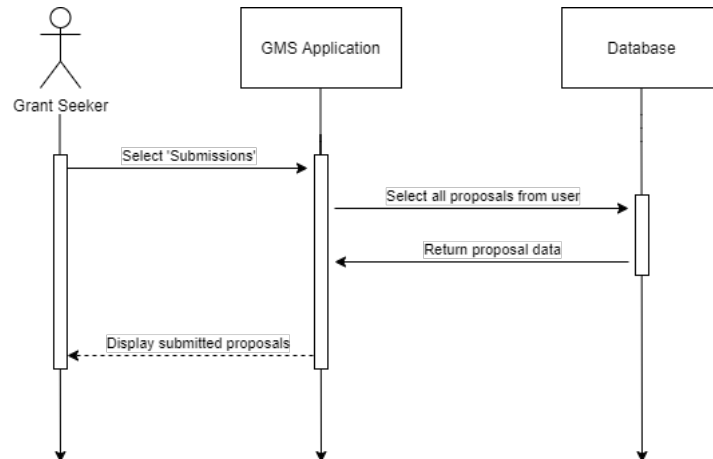 GMS Application
Database
Grant Seeker
Select 'Submissions'
Select all proposals from user
Return proposal data
Display submitted proposals